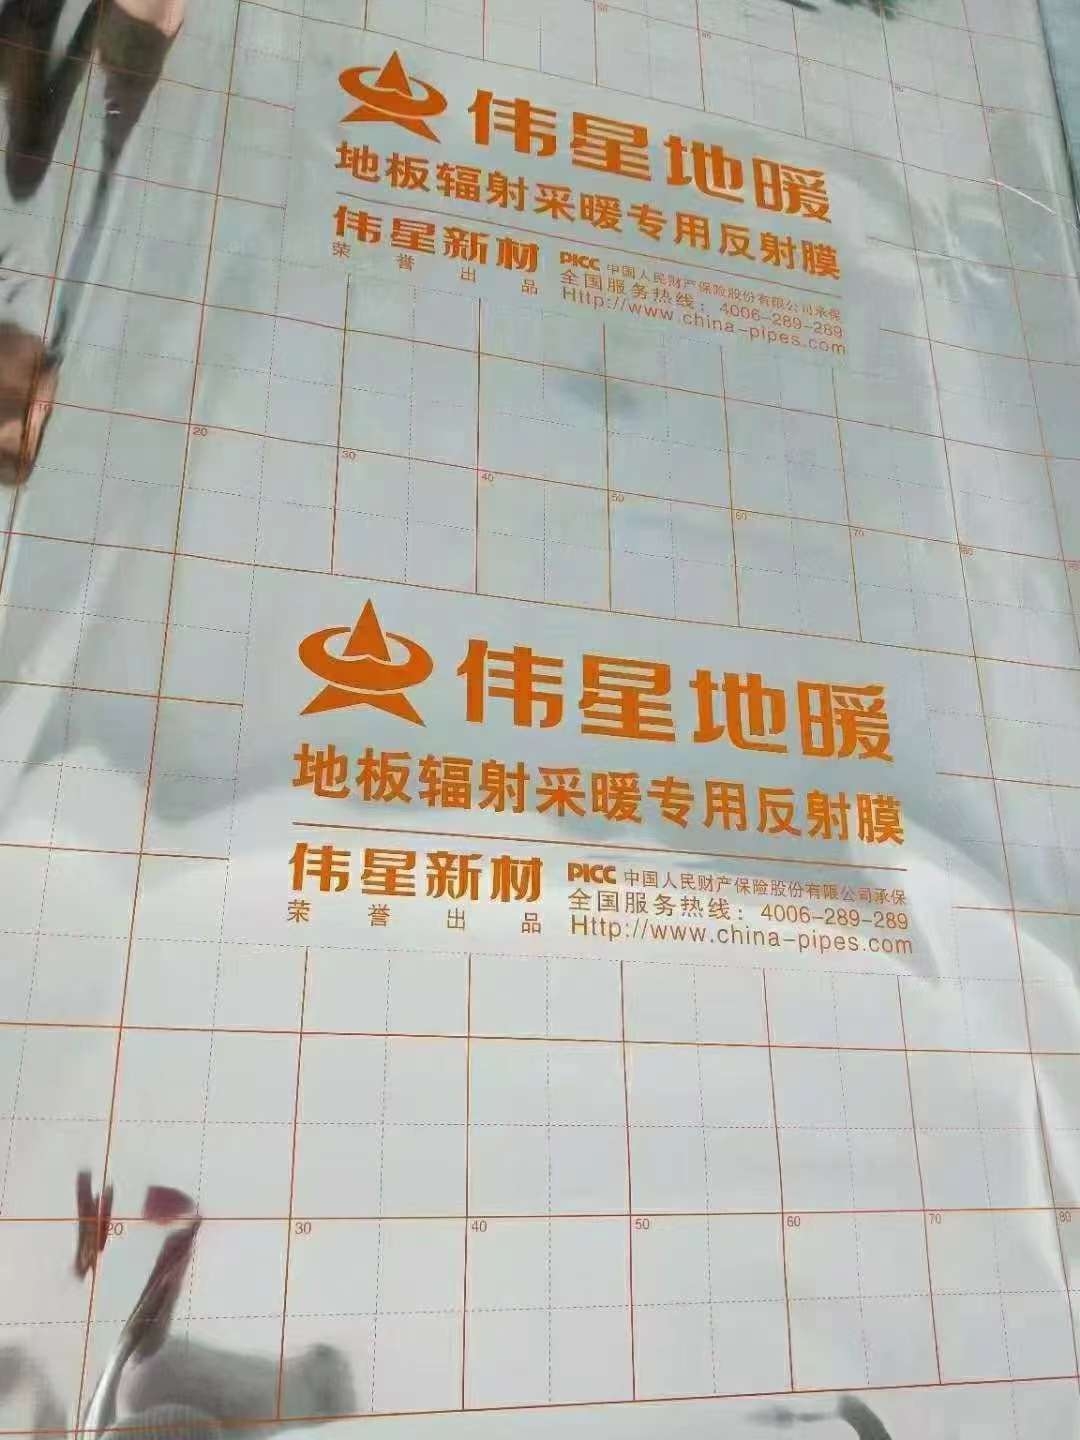 伟星地暖
地板辐射采暖专用反射膜
伟星新材
荣誉出品
PICC 中国人民财产保险股份有限公司承保
全国服务热线：4006-289-289
Http://www.china-pipes.com
20 30 40 50 60 70 80
伟星地暖
地板辐射采暖专用反射膜
伟星新材
荣誉出品
PICC 中国人民财产保险股份有限公司承保
全国服务热线：4006-289-289
Http://www.china-pipes.com
20 30 40 50 60 70 80